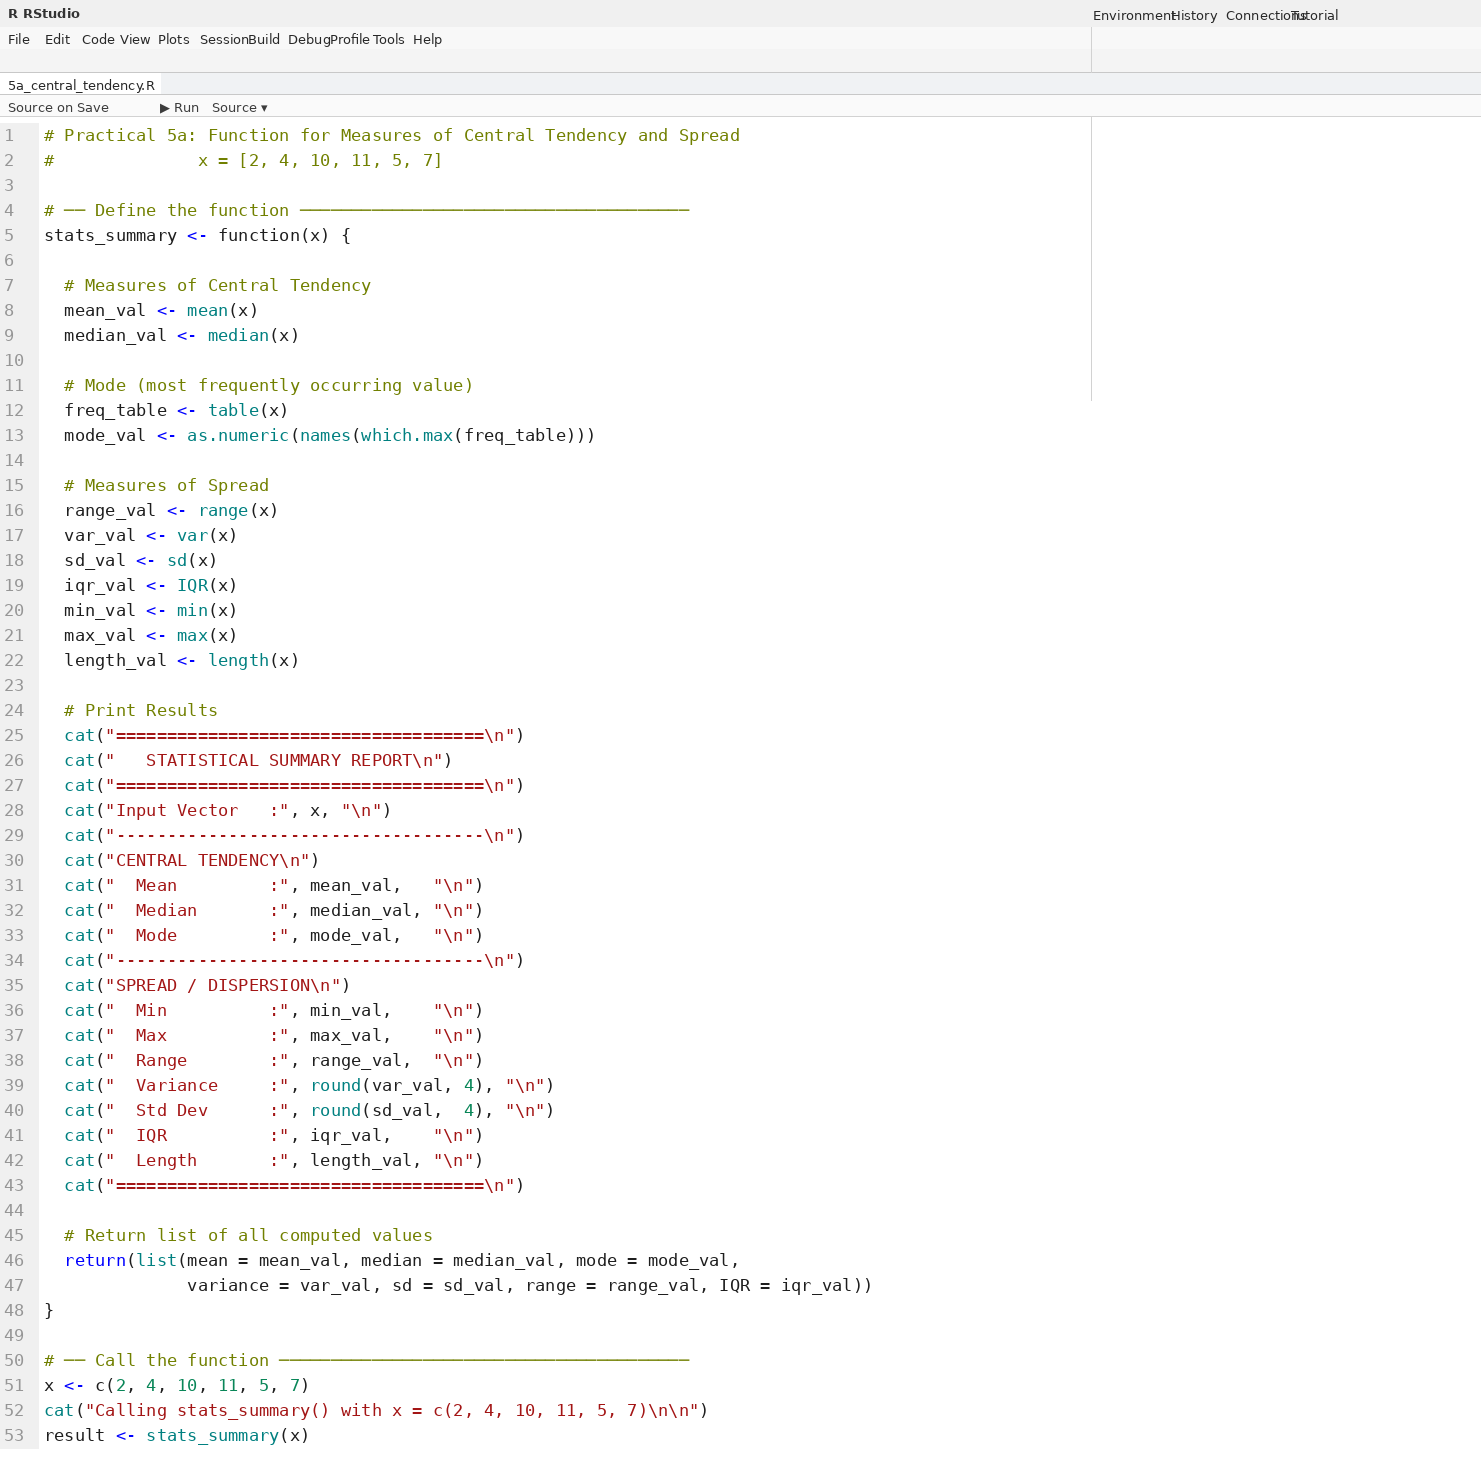 R RStudio
Environment History Connections Tutorial
File Edit Code View Plots Session Build Debug Profile Tools Help
5a_central_tendency.R
Source on Save ▶ Run Source ▾
1 # Practical 5a: Function for Measures of Central Tendency and Spread
2 #              x = [2, 4, 10, 11, 5, 7]
3
4 # ── Define the function ──────────────────────────────────────
5 stats_summary <- function(x) {
6
7   # Measures of Central Tendency
8   mean_val <- mean(x)
9   median_val <- median(x)
10
11   # Mode (most frequently occurring value)
12   freq_table <- table(x)
13   mode_val <- as.numeric(names(which.max(freq_table)))
14
15   # Measures of Spread
16   range_val <- range(x)
17   var_val <- var(x)
18   sd_val <- sd(x)
19   iqr_val <- IQR(x)
20   min_val <- min(x)
21   max_val <- max(x)
22   length_val <- length(x)
23
24   # Print Results
25   cat("====================================\n")
26   cat("   STATISTICAL SUMMARY REPORT\n")
27   cat("====================================\n")
28   cat("Input Vector   :", x, "\n")
29   cat("------------------------------------\n")
30   cat("CENTRAL TENDENCY\n")
31   cat("  Mean         :", mean_val,   "\n")
32   cat("  Median       :", median_val, "\n")
33   cat("  Mode         :", mode_val,   "\n")
34   cat("------------------------------------\n")
35   cat("SPREAD / DISPERSION\n")
36   cat("  Min          :", min_val,    "\n")
37   cat("  Max          :", max_val,    "\n")
38   cat("  Range        :", range_val,  "\n")
39   cat("  Variance     :", round(var_val, 4), "\n")
40   cat("  Std Dev      :", round(sd_val,  4), "\n")
41   cat("  IQR          :", iqr_val,    "\n")
42   cat("  Length       :", length_val, "\n")
43   cat("====================================\n")
44
45   # Return list of all computed values
46   return(list(mean = mean_val, median = median_val, mode = mode_val,
47               variance = var_val, sd = sd_val, range = range_val, IQR = iqr_val))
48 }
49
50 # ── Call the function ────────────────────────────────────────
51 x <- c(2, 4, 10, 11, 5, 7)
52 cat("Calling stats_summary() with x = c(2, 4, 10, 11, 5, 7)\n\n")
53 result <- stats_summary(x)